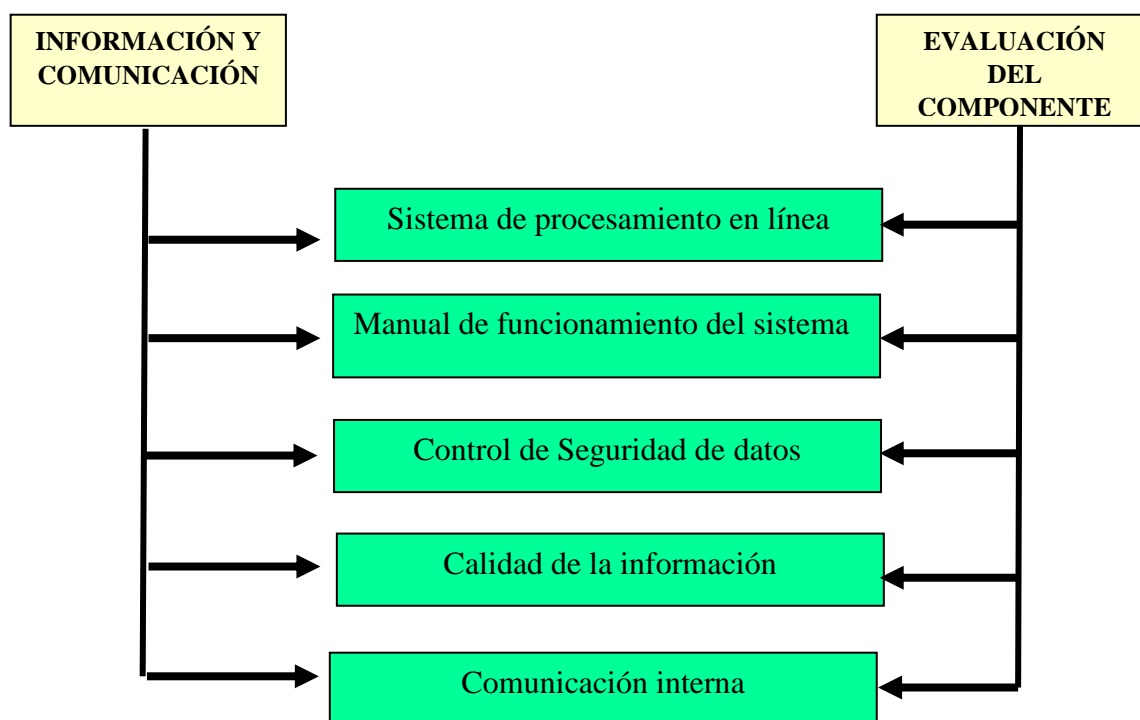 INFORMACIÓN Y
COMUNICACIÓN
EVALUACIÓN
DEL
COMPONENTE
Sistema de procesamiento en línea
Manual de funcionamiento del sistema
Control de Seguridad de datos
Calidad de la información
Comunicación interna